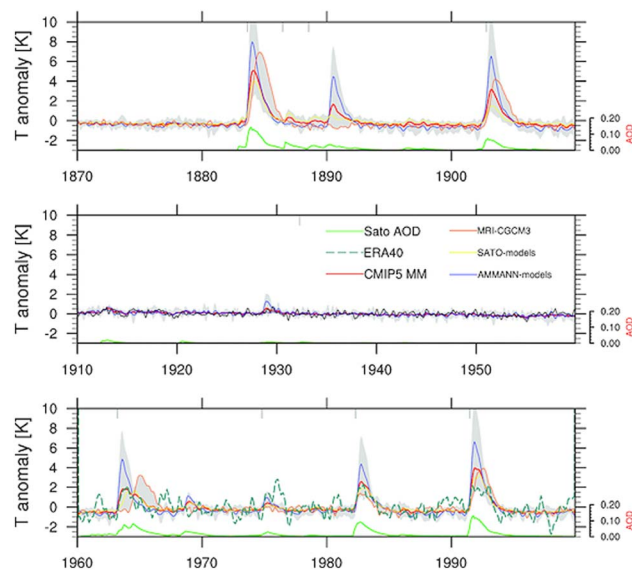 T anomaly [K]
10
8
6
4
2
0
-2
0.20
0.10
0.00
AOD
1870 1880 1890 1900
T anomaly [K]
10
8
6
4
2
0
-2
Sato AOD MRI-CGCM3
ERA40 SATO-models
CMIP5 MM AMMANN-models
0.20
0.10
0.00
AOD
1910 1920 1930 1940 1950
T anomaly [K]
10
8
6
4
2
0
-2
0.20
0.10
0.00
AOD
1960 1970 1980 1990